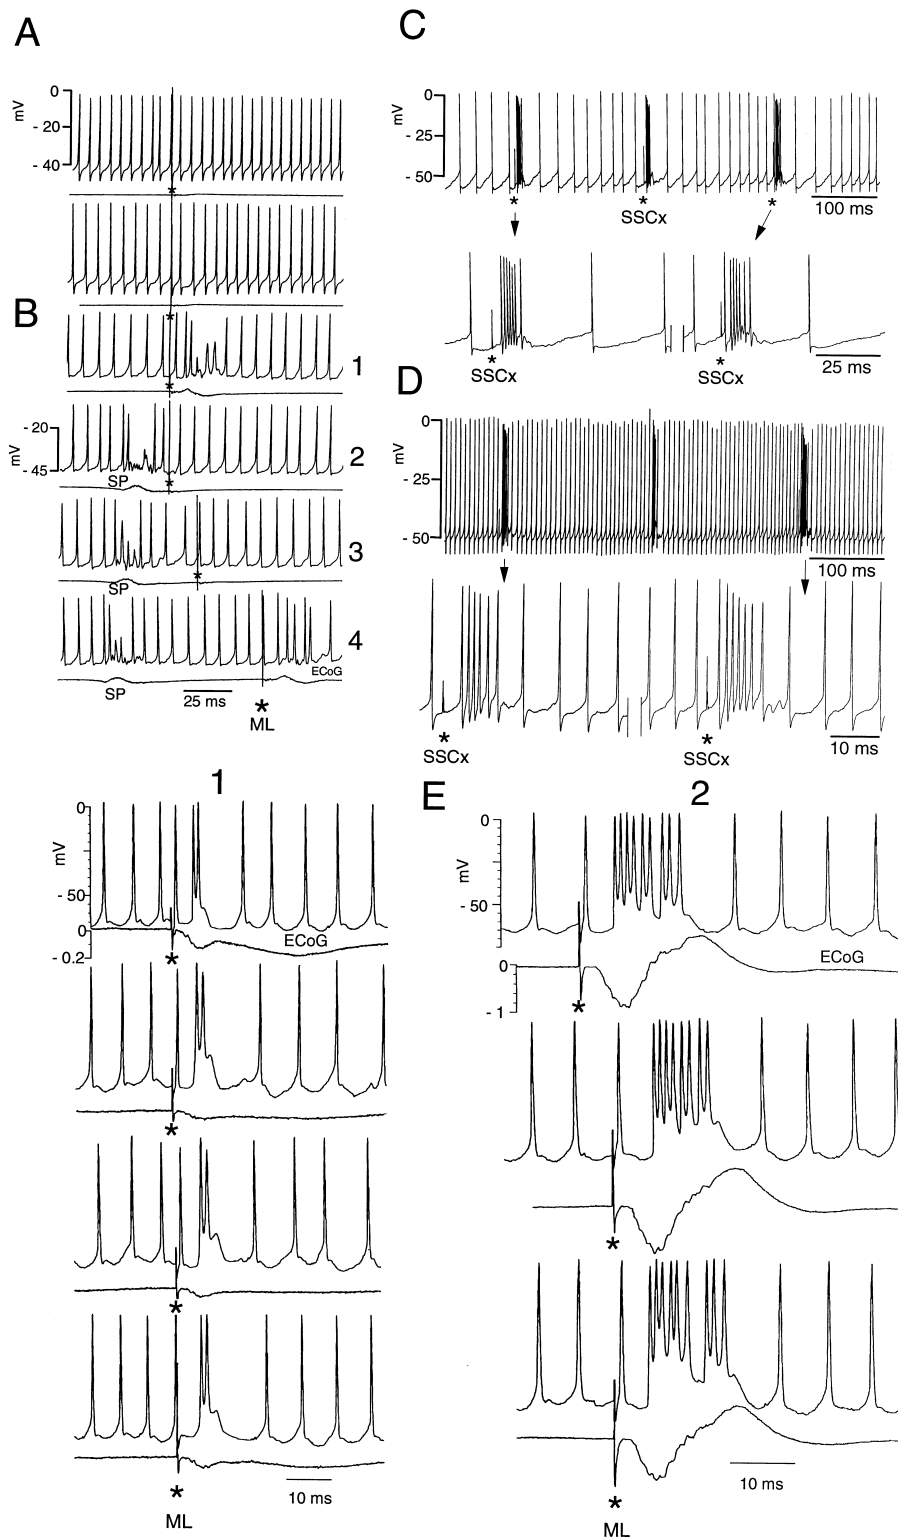 A
0
- 20
- 40
mV
*
*
B
1
*
- 20
- 45
mV
2
SP
*
3
SP
*
4
ECoG
SP
25 ms
*
ML
C
0
- 25
- 50
mV
* * *
SSCx
100 ms
*
SSCx
*
SSCx
25 ms
D
0
- 25
- 50
mV
100 ms
*
SSCx
*
SSCx
10 ms
E
1
0
mV
- 50
0
- 0.2
ECoG
*
*
*
10 ms
*
ML
2
0
mV
- 50
0
- 1
ECoG
*
*
10 ms
*
ML